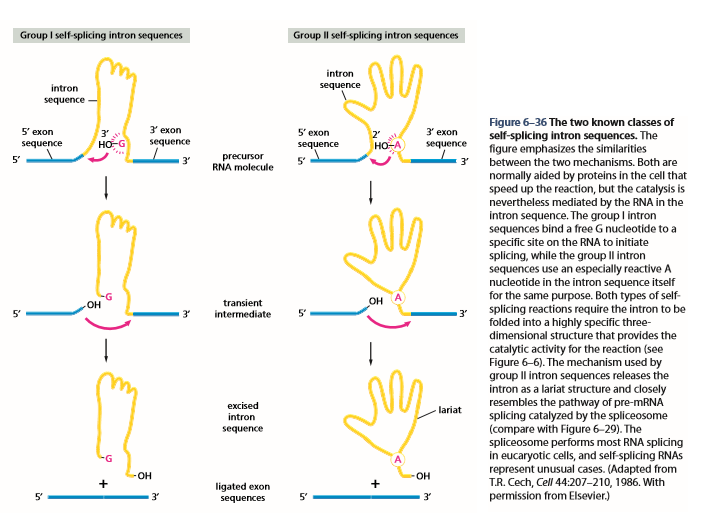 Group I self-splicing intron sequences
Group II self-splicing intron sequences
intron
sequence
5' exon
sequence
3'
HO
G
3' exon
sequence
5'
3'
precursor
RNA molecule
intron
sequence
5' exon
sequence
2'
HO
A
3' exon
sequence
5'
3'
G
OH
5'
3'
transient
intermediate
OH
A
5'
3'
G
OH
+
5'
3'
excised
intron
sequence
ligated exon
sequences
lariat
A
OH
+
5'
3'
Figure 6–36 The two known classes of
self-splicing intron sequences. The
figure emphasizes the similarities
between the two mechanisms. Both are
normally aided by proteins in the cell that
speed up the reaction, but the catalysis is
nevertheless mediated by the RNA in the
intron sequence. The group I intron
sequences bind a free G nucleotide to a
specific site on the RNA to initiate
splicing, while the group II intron
sequences use an especially reactive A
nucleotide in the intron sequence itself
for the same purpose. Both types of self-
splicing reactions require the intron to be
folded into a highly specific three-
dimensional structure that provides the
catalytic activity for the reaction (see
Figure 6–6). The mechanism used by
group II intron sequences releases the
intron as a lariat structure and closely
resembles the pathway of pre-mRNA
splicing catalyzed by the spliceosome
(compare with Figure 6–29). The
spliceosome performs most RNA splicing
in eucaryotic cells, and self-splicing RNAs
represent unusual cases. (Adapted from
T.R. Cech, Cell 44:207–210, 1986. With
permission from Elsevier.)